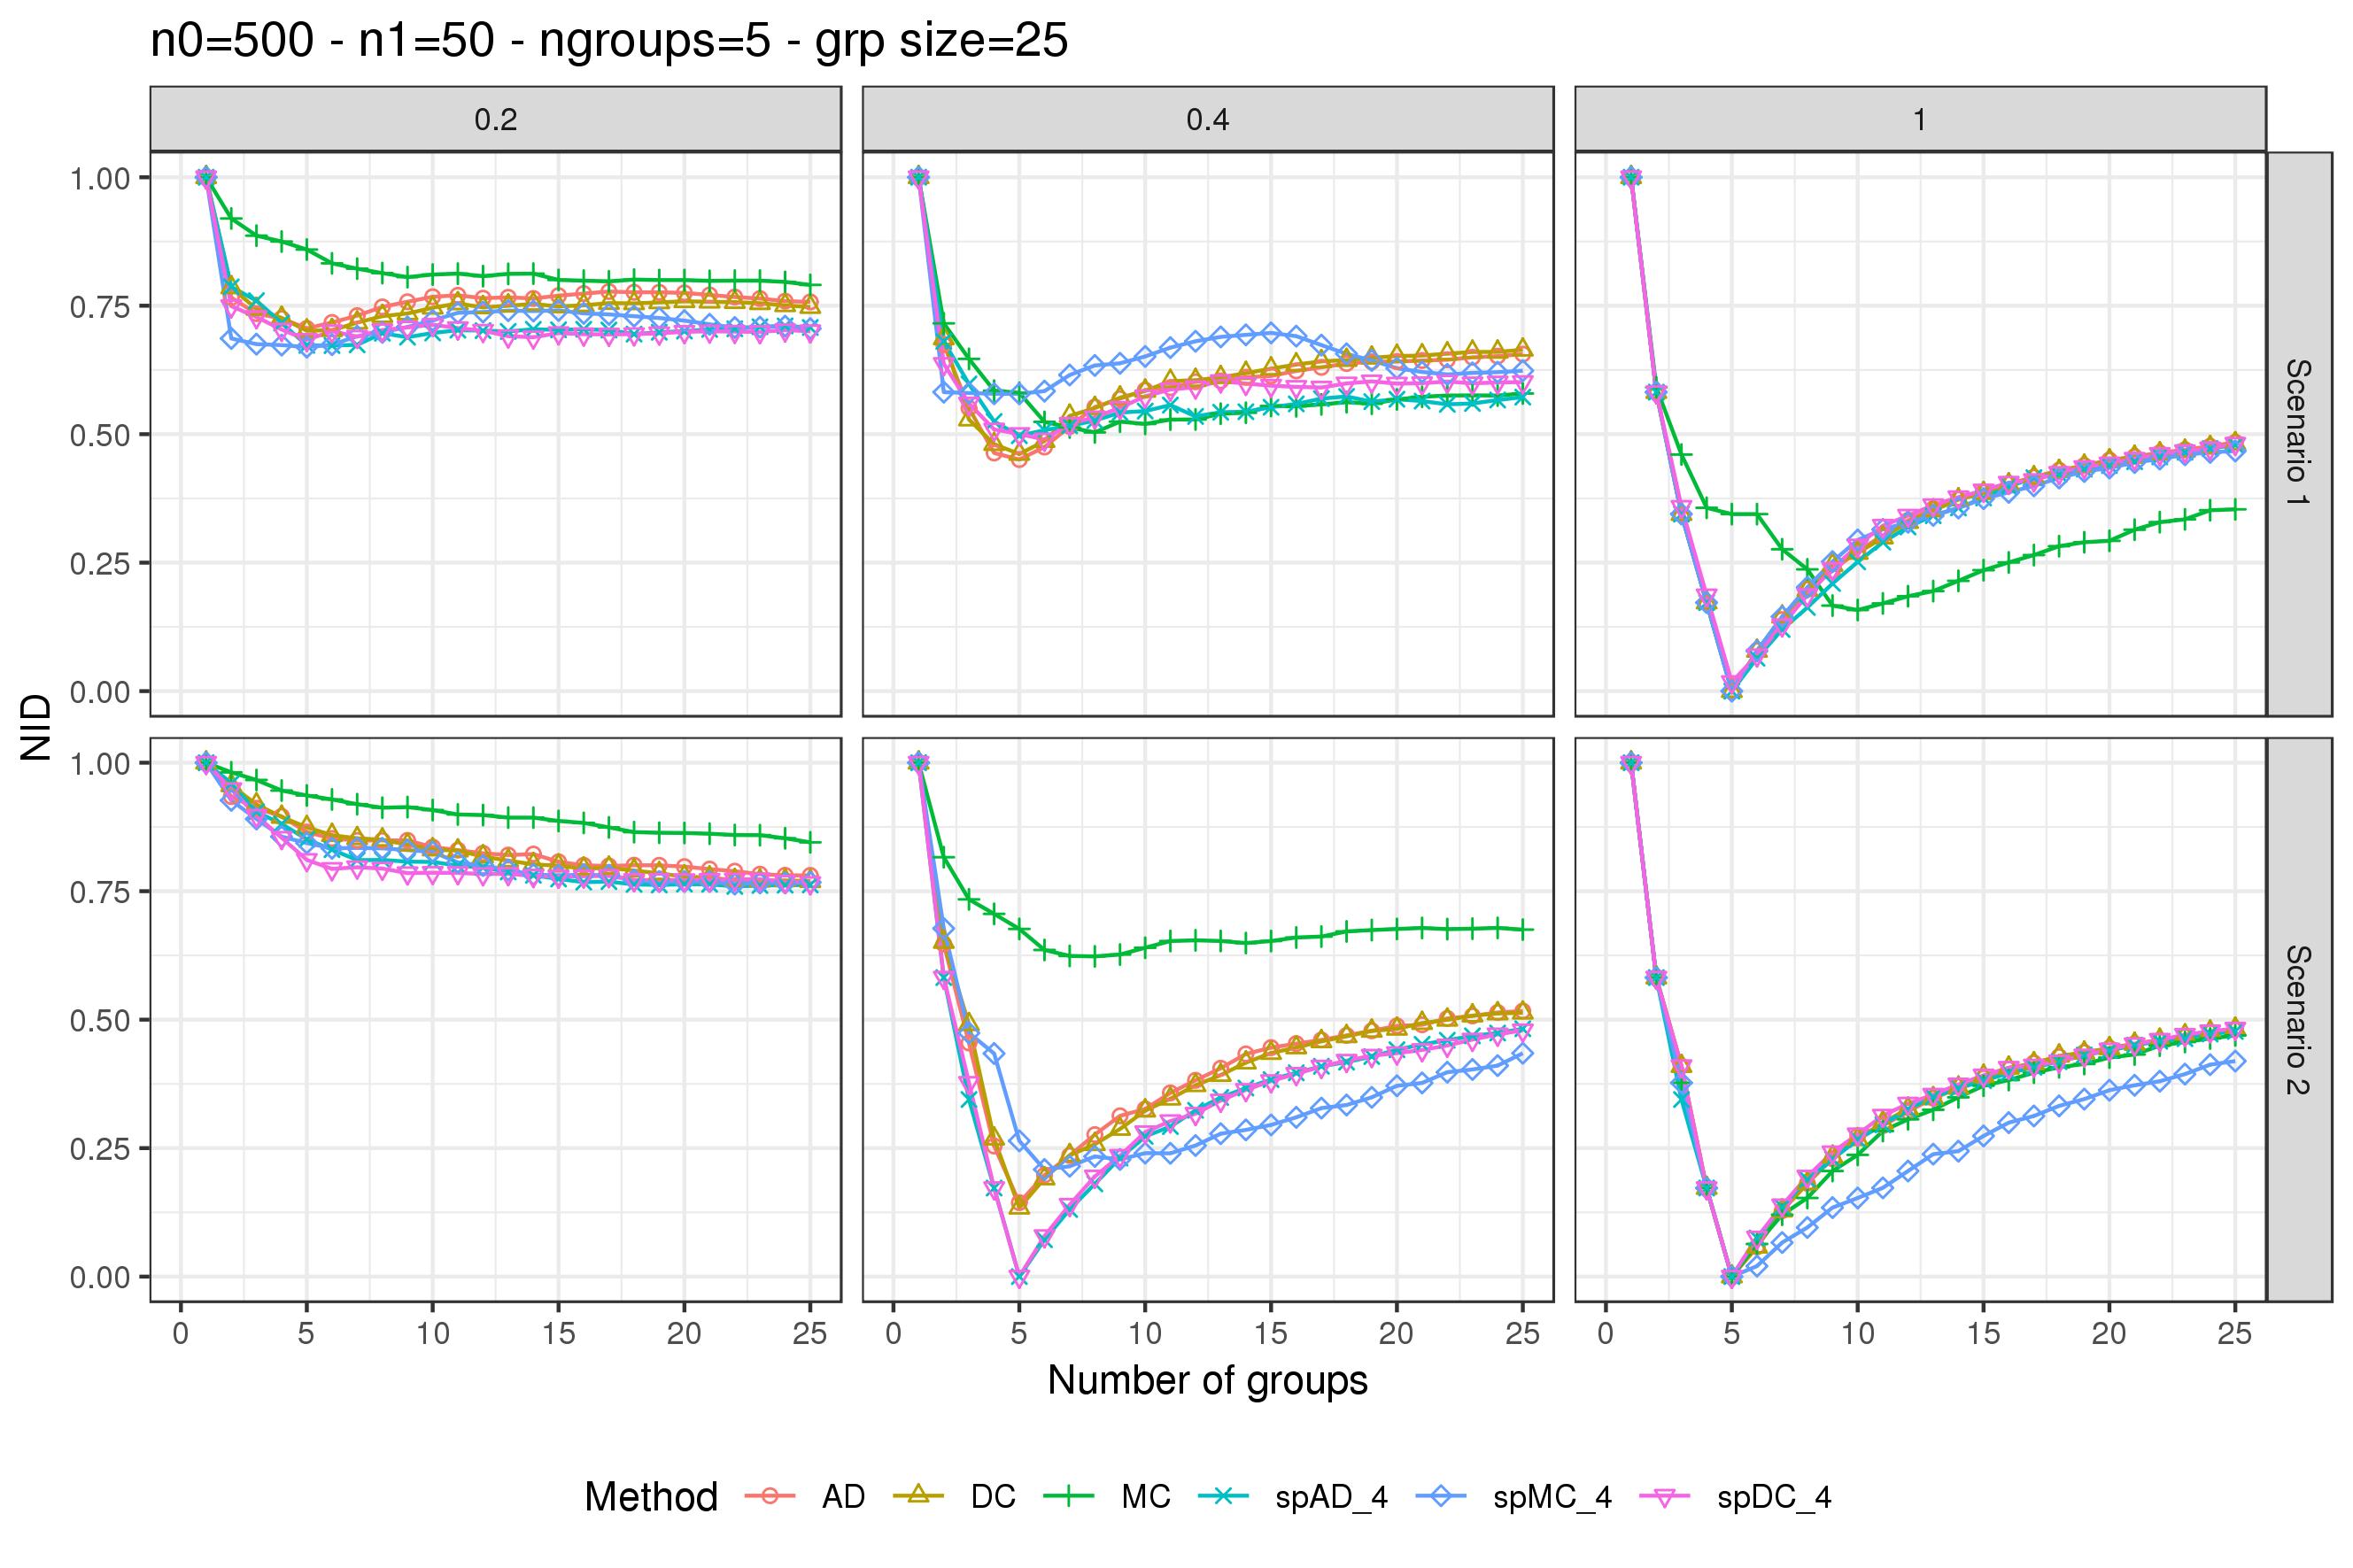 n0=500 - n1=50 - ngroups=5 - grp size=25
0.2 0.4 1
1.00
0.75
0.50
0.25
0.00
Scenario 1
NID
1.00
0.75
0.50
0.25
0.00
Scenario 2
0 5 10 15 20 25 0 5 10 15 20 25 0 5 10 15 20 25
Number of groups
Method AD DC MC spAD_4 spMC_4 spDC_4